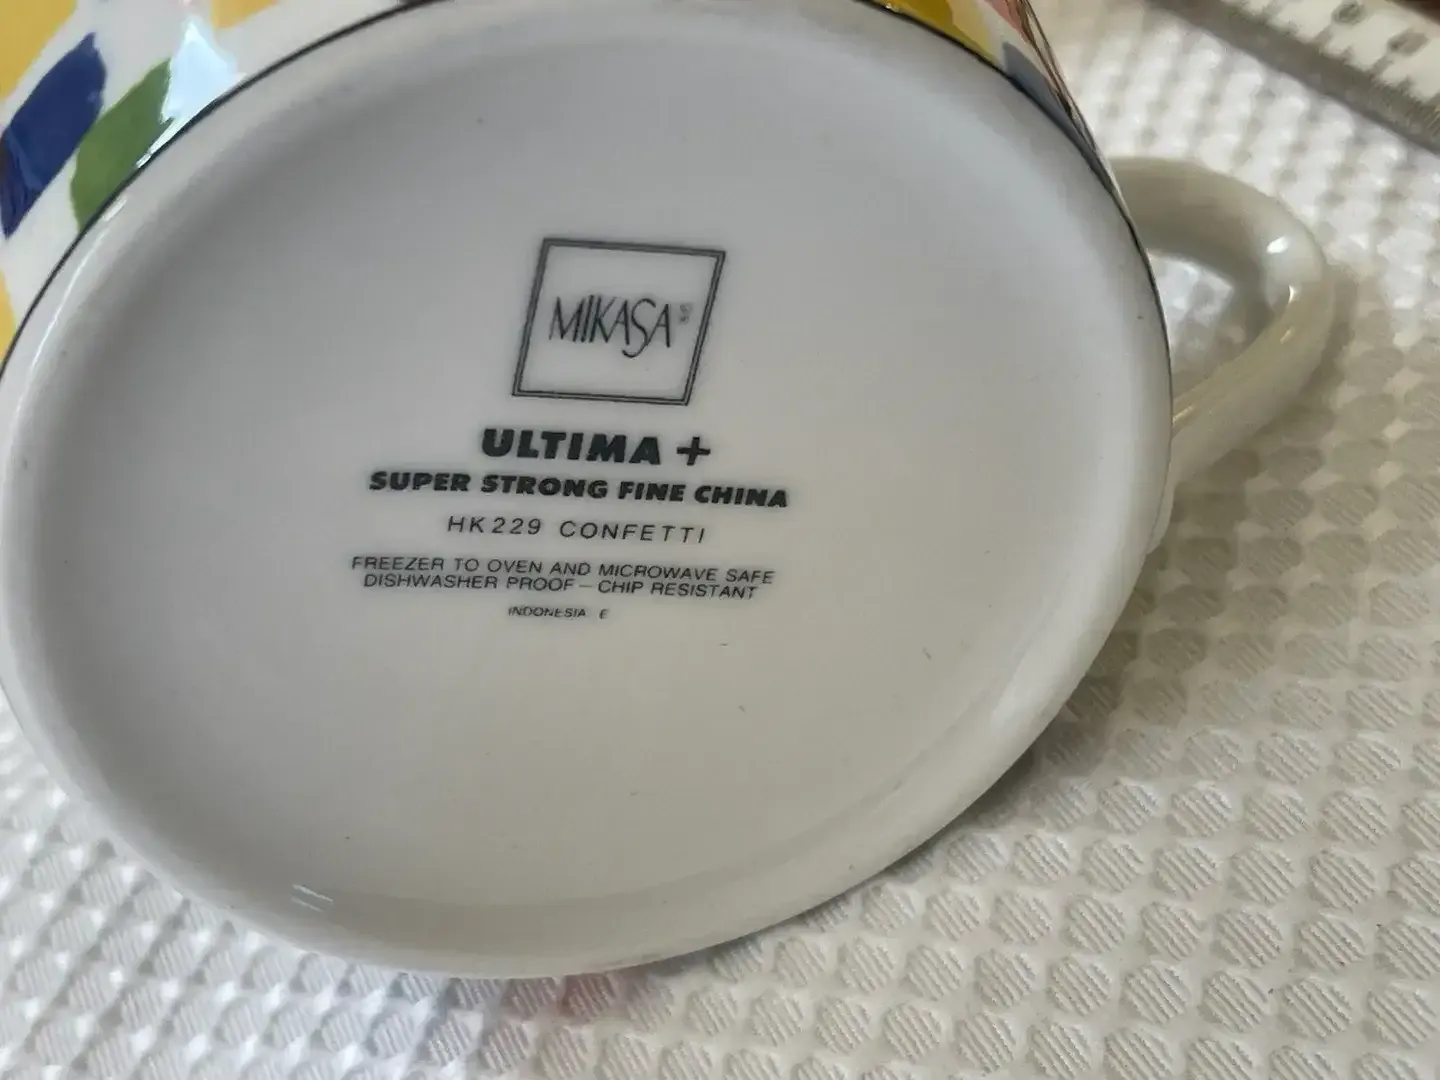 MIKASA
ULTIMA +
SUPER STRONG FINE CHINA
HK229 CONFETTI
FREEZER TO OVEN AND MICROWAVE SAFE
DISHWASHER PROOF – CHIP RESISTANT
INDONESIA E